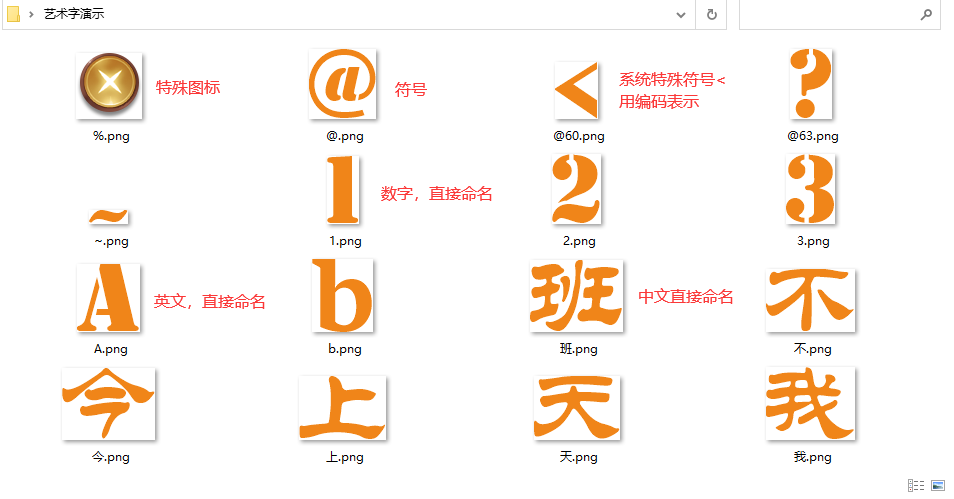 艺术字演示
特殊图标
%.png
@
符号
@.png
<
系统特殊符号<
用编码表示
@60.png
?
@63.png
~
~.png
1
数字，直接命名
1.png
2
2.png
3
3.png
A
英文，直接命名
A.png
b
b.png
班
中文直接命名
班.png
不
不.png
今
今.png
上
上.png
天
天.png
我
我.png